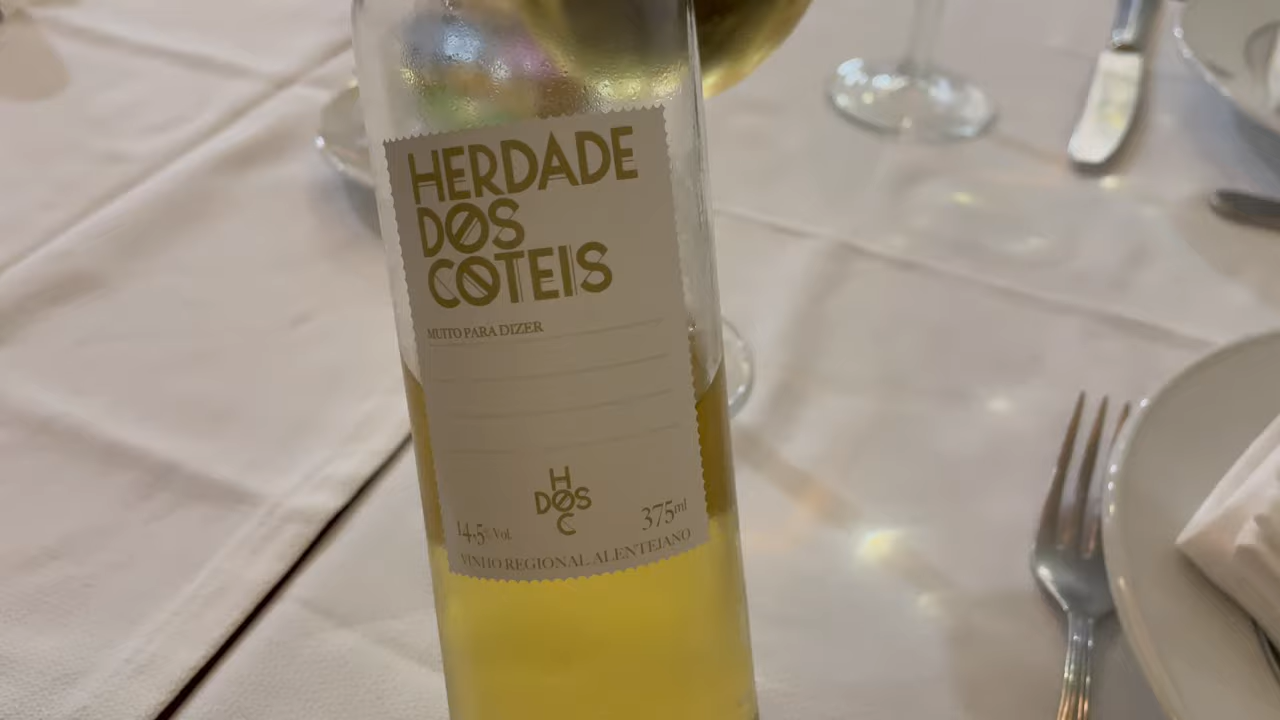 HERDADE
DOS
COTEIS
MUITO PARA DIZER
H
DOS
C
14,5% Vol.
375ml
VINHO REGIONAL ALENTEJANO